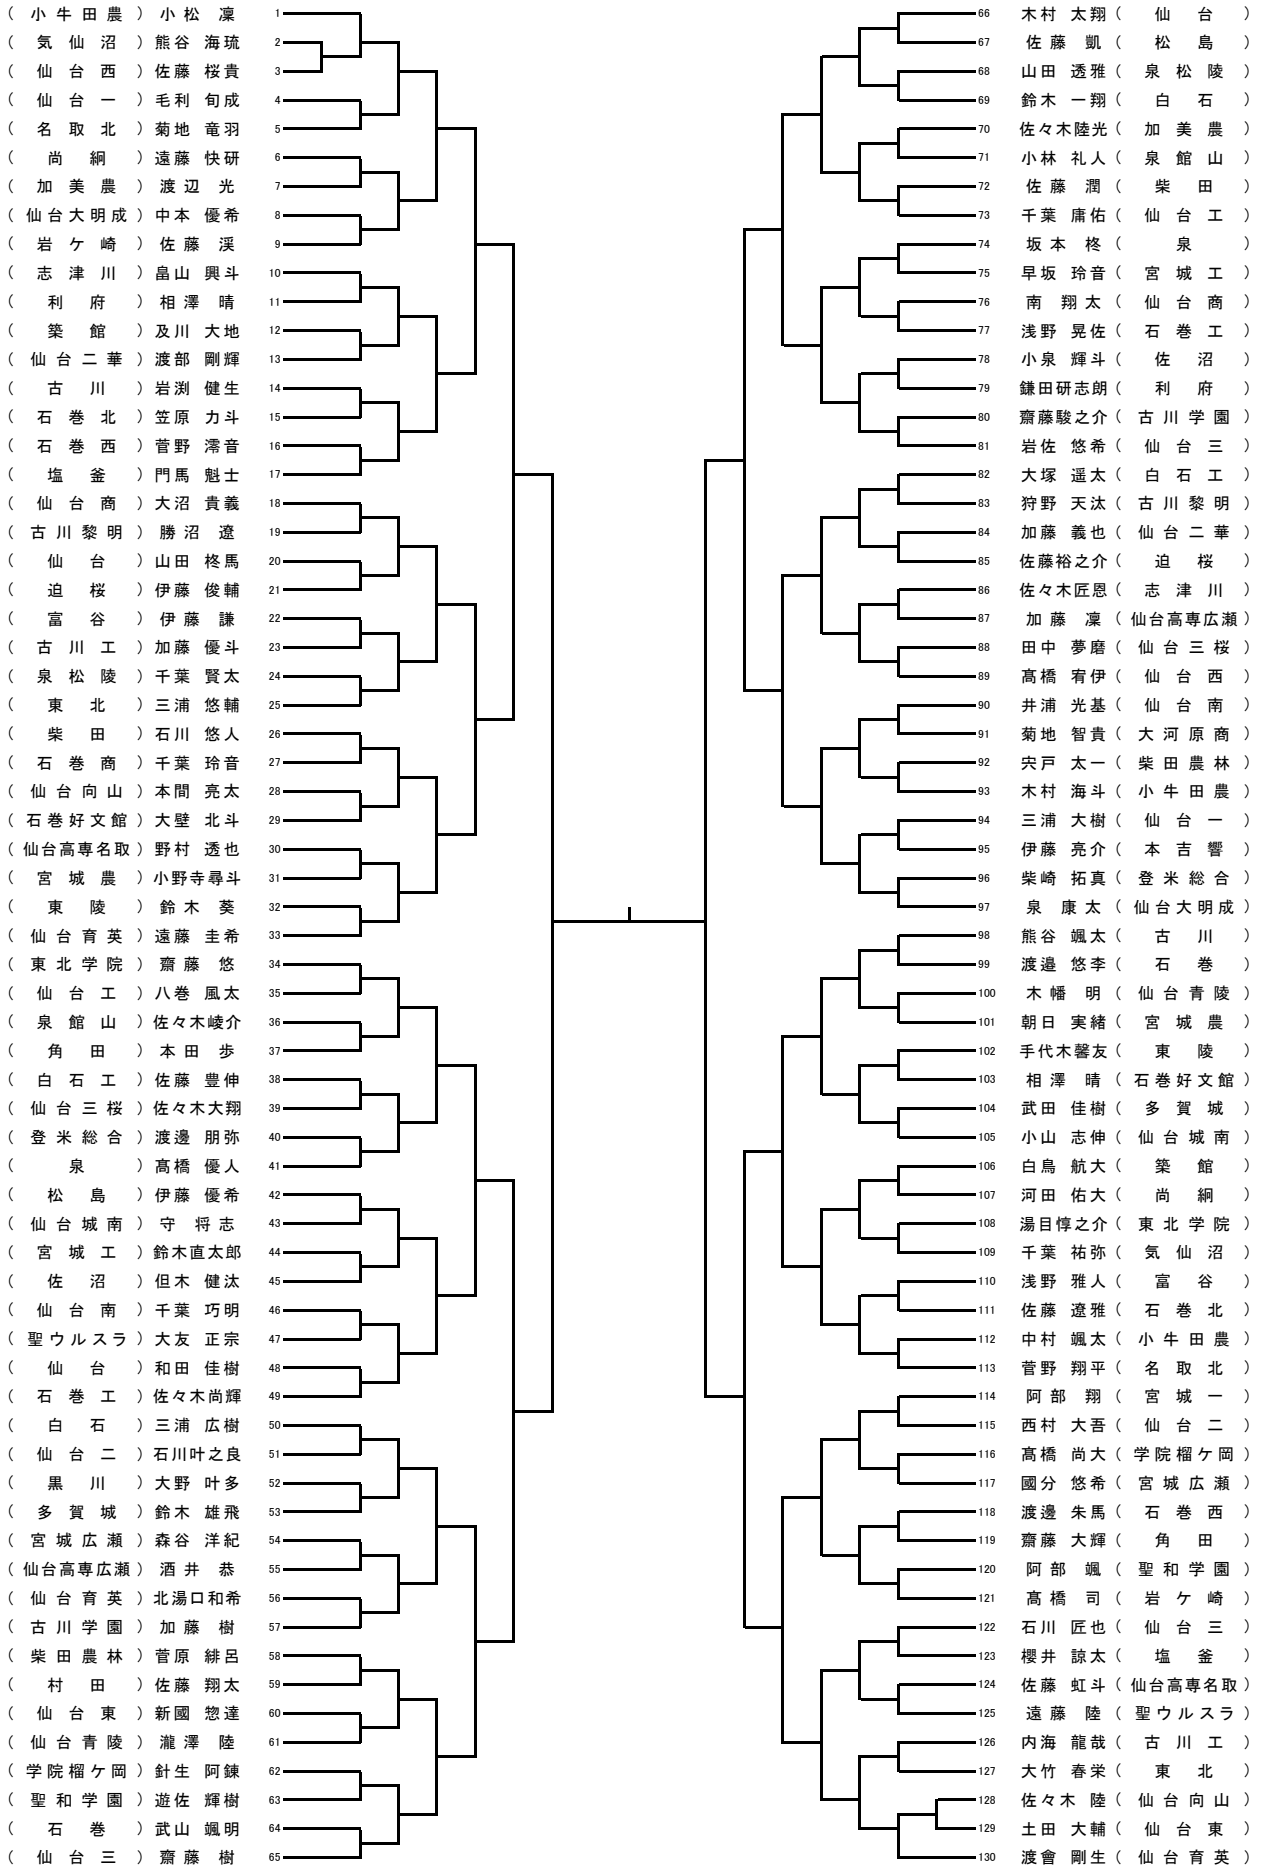 （小牛田農）小松 凜 1
（気仙沼）熊谷 海琉 2
（仙台西）佐藤 桜貴 3
（仙台一）毛利 旬成 4
（名取北）菊地 竜羽 5
（尚絅）遠藤 快研 6
（加美農）渡辺 光 7
（仙台大明成）中本 優希 8
（岩ケ崎）佐藤 渓 9
（志津川）畠山 興斗 10
（利府）相澤 晴 11
（築館）及川 大地 12
（仙台二華）渡部 剛輝 13
（古川）岩渕 健生 14
（石巻北）笠原 力斗 15
（石巻西）菅野 澪音 16
（塩釜）門馬 魁士 17
（仙台商）大沼 貴義 18
（古川黎明）勝沼 遼 19
（仙台）山田 柊馬 20
（迫桜）伊藤 俊輔 21
（富谷）伊藤 謙 22
（古川工）加藤 優斗 23
（泉松陵）千葉 賢太 24
（東北）三浦 悠輔 25
（柴田）石川 悠人 26
（石巻商）千葉 玲音 27
（仙台向山）本間 亮太 28
（石巻好文館）大壁 北斗 29
（仙台高専名取）野村 透也 30
（宮城農）小野寺尋斗 31
（東陵）鈴木 葵 32
（仙台育英）遠藤 圭希 33
（東北学院）齋藤 悠 34
（仙台工）八巻 風太 35
（泉館山）佐々木崚介 36
（角田）本田 歩 37
（白石工）佐藤 豊伸 38
（仙台三桜）佐々木大翔 39
（登米総合）渡邊 朋弥 40
（泉）髙橋 優人 41
（松島）伊藤 優希 42
（仙台城南）守 将志 43
（宮城工）鈴木直太郎 44
（佐沼）但木 健汰 45
（仙台南）千葉 巧明 46
（聖ウルスラ）大友 正宗 47
（仙台）和田 佳樹 48
（石巻工）佐々木尚輝 49
（白石）三浦 広樹 50
（仙台二）石川叶之良 51
（黒川）大野 叶多 52
（多賀城）鈴木 雄飛 53
（宮城広瀬）森谷 洋紀 54
（仙台高専広瀬）酒井 恭 55
（仙台育英）北湯口和希 56
（古川学園）加藤 樹 57
（柴田農林）菅原 緋呂 58
（村田）佐藤 翔太 59
（仙台東）新國 惣達 60
（仙台青陵）瀧澤 陸 61
（学院榴ケ岡）針生 阿錬 62
（聖和学園）遊佐 輝樹 63
（石巻）武山 颯明 64
（仙台三）齋藤 樹 65
66 木村 太翔（仙台）
67 佐藤 凱（松島）
68 山田 透雅（泉松陵）
69 鈴木 一翔（白石）
70 佐々木陸光（加美農）
71 小林 礼人（泉館山）
72 佐藤 潤（柴田）
73 千葉 庸佑（仙台工）
74 坂本 柊（泉）
75 早坂 玲音（宮城工）
76 南 翔太（仙台商）
77 浅野 晃佐（石巻工）
78 小泉 輝斗（佐沼）
79 鎌田研志朗（利府）
80 齋藤駿之介（古川学園）
81 岩佐 悠希（仙台三）
82 大塚 遥太（白石工）
83 狩野 天汰（古川黎明）
84 加藤 義也（仙台二華）
85 佐藤裕之介（迫桜）
86 佐々木匠恩（志津川）
87 加藤 凜（仙台高専広瀬）
88 田中 夢磨（仙台三桜）
89 髙橋 宥伊（仙台西）
90 井浦 光基（仙台南）
91 菊地 智貴（大河原商）
92 宍戸 太一（柴田農林）
93 木村 海斗（小牛田農）
94 三浦 大樹（仙台一）
95 伊藤 亮介（本吉響）
96 柴崎 拓真（登米総合）
97 泉 康太（仙台大明成）
98 熊谷 颯太（古川）
99 渡邉 悠李（石巻）
100 木幡 明（仙台青陵）
101 朝日 実緒（宮城農）
102 手代木馨友（東陵）
103 相澤 晴（石巻好文館）
104 武田 佳樹（多賀城）
105 小山 志伸（仙台城南）
106 白鳥 航大（築館）
107 河田 佑大（尚絅）
108 湯目惇之介（東北学院）
109 千葉 祐弥（気仙沼）
110 浅野 雅人（富谷）
111 佐藤 遼雅（石巻北）
112 中村 颯太（小牛田農）
113 菅野 翔平（名取北）
114 阿部 翔（宮城一）
115 西村 大吾（仙台二）
116 髙橋 尚大（学院榴ケ岡）
117 國分 悠希（宮城広瀬）
118 渡邊 朱馬（石巻西）
119 齋藤 大輝（角田）
120 阿部 颯（聖和学園）
121 髙橋 司（岩ケ崎）
122 石川 匠也（仙台三）
123 櫻井 諒太（塩釜）
124 佐藤 虹斗（仙台高専名取）
125 遠藤 陸（聖ウルスラ）
126 内海 龍哉（古川工）
127 大竹 春栄（東北）
128 佐々木 陸（仙台向山）
129 土田 大輔（仙台東）
130 渡會 剛生（仙台育英）